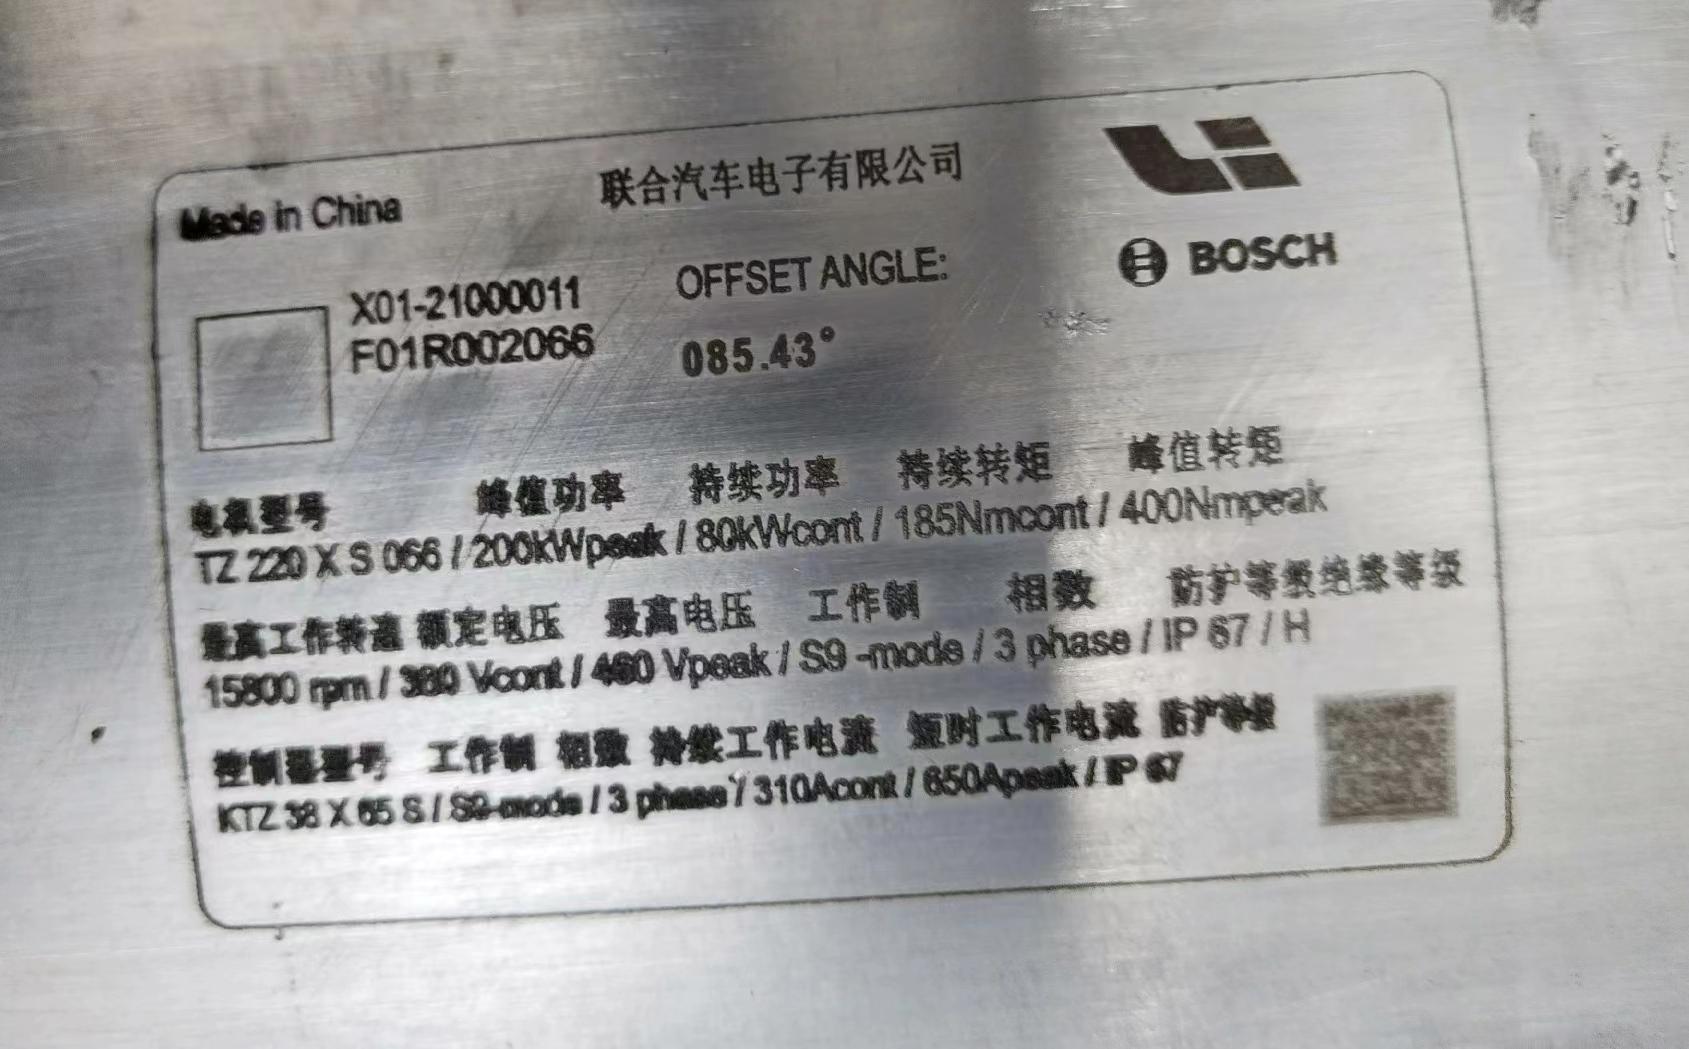 Made in China
联合汽车电子有限公司
Li
X01-21000011
F01R002066
OFFSET ANGLE:
085.43°
BOSCH
电机型号 峰值功率 持续功率 持续转矩 峰值转矩
TZ 220 X S 066 / 200kWpeak / 80kWcont / 185Nmcont / 400Nmpeak
最高工作转速 额定电压 最高电压 工作制 相数 防护等级绝缘等级
15800 rpm / 380 Vcont / 460 Vpeak / S9 -mode / 3 phase / IP 67 / H
控制器型号 工作制 相数 持续工作电流 短时工作电流 防护等级
KTZ 38 X 65 S / S9-mode / 3 phase / 310Acont / 650Apeak / IP 67